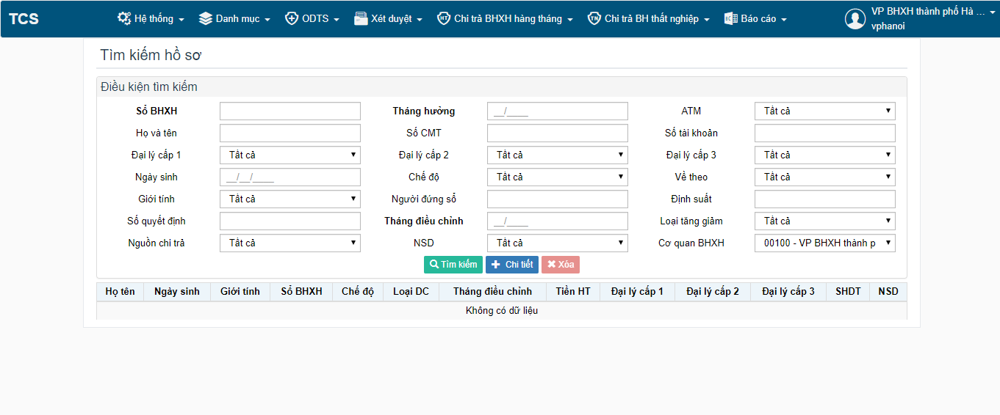 TCS Hệ thống Danh mục ODTS Xét duyệt Chi trả BHXH hàng tháng Chi trả BH thất nghiệp Báo cáo VP BHXH thành phố Hà ...
vphanoi
Tìm kiếm hồ sơ
Điều kiện tìm kiếm
Sổ BHXH Tháng hưởng __/____ ATM Tất cả
Họ và tên Số CMT Số tài khoản
Đại lý cấp 1 Tất cả Đại lý cấp 2 Tất cả Đại lý cấp 3 Tất cả
Ngày sinh __/__/____ Chế độ Tất cả Về theo Tất cả
Giới tính Tất cả Người đứng sổ Định suất
Số quyết định Tháng điều chỉnh __/____ Loại tăng giảm Tất cả
Nguồn chi trả Tất cả NSD Tất cả Cơ quan BHXH 00100 - VP BHXH thành p
Tìm kiếm Chi tiết Xóa
Họ tên Ngày sinh Giới tính Số BHXH Chế độ Loại DC Tháng điều chỉnh Tiền HT Đại lý cấp 1 Đại lý cấp 2 Đại lý cấp 3 SHDT NSD
Không có dữ liệu